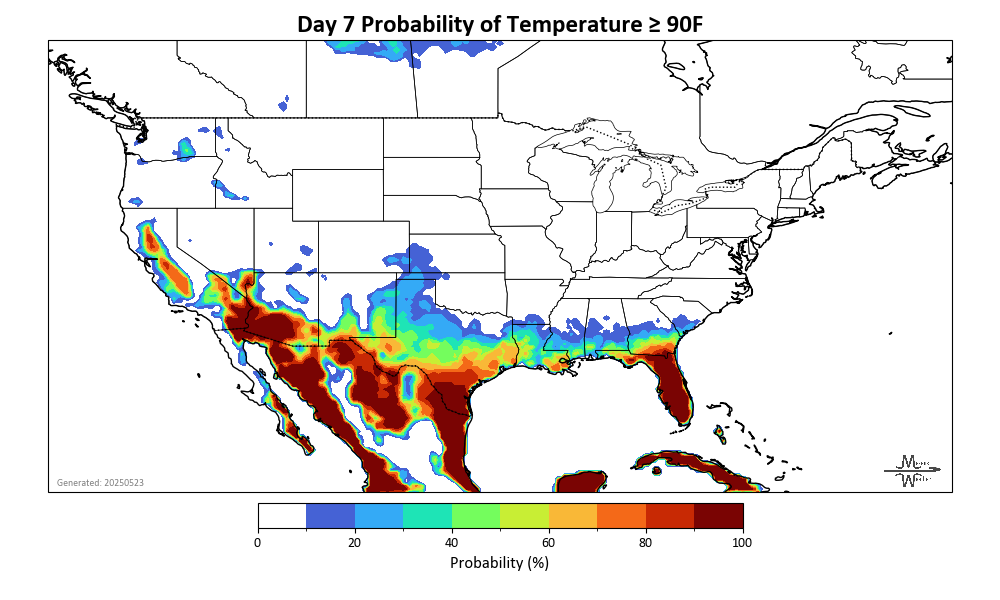 Day 7 Probability of Temperature ≥ 90F
Generated: 20250523
0 20 40 60 80 100
Probability (%)